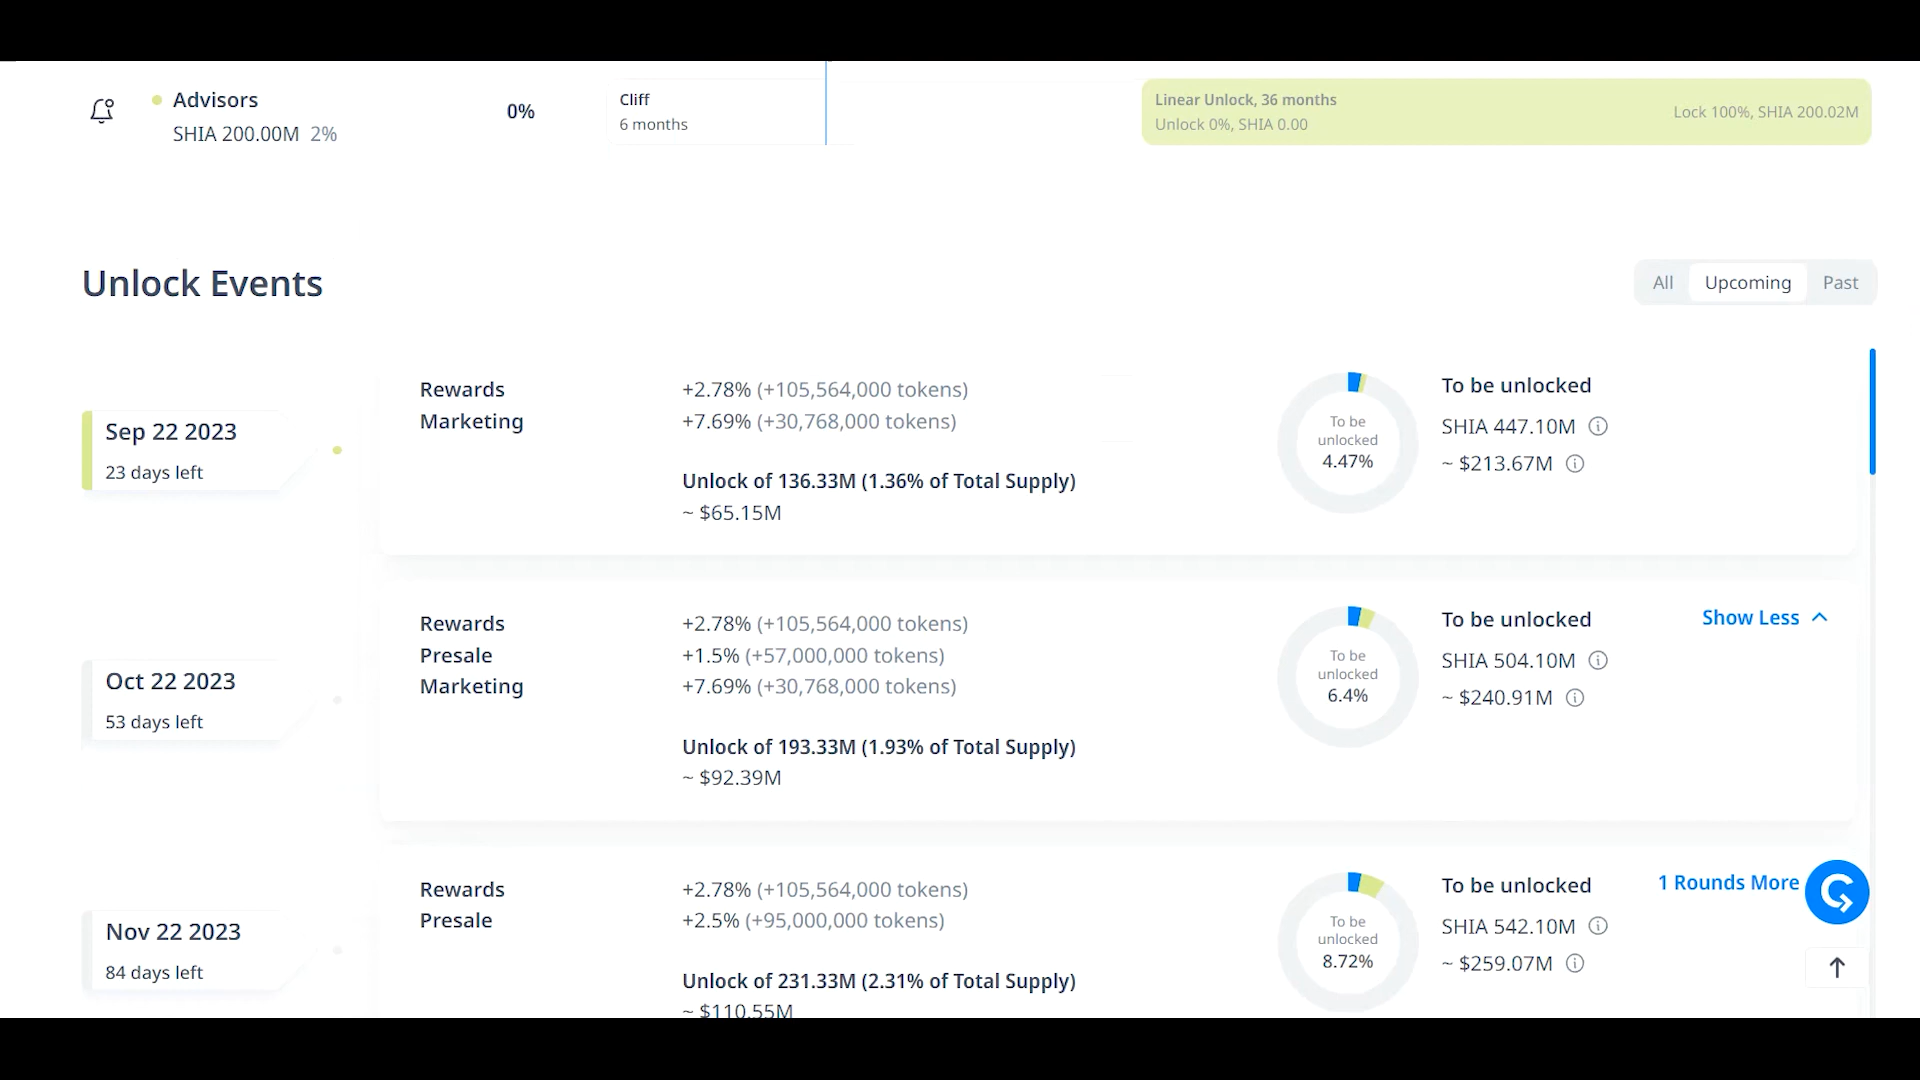 Advisors
SHIA 200.00M 2%
0%
Cliff
6 months
Linear Unlock, 36 months
Unlock 0%, SHIA 0.00
Lock 100%, SHIA 200.02M
Unlock Events
All Upcoming Past
Sep 22 2023
23 days left
Rewards +2.78% (+105,564,000 tokens)
Marketing +7.69% (+30,768,000 tokens)
Unlock of 136.33M (1.36% of Total Supply)
~ $65.15M
To be
unlocked
4.47%
To be unlocked
SHIA 447.10M
~ $213.67M
Oct 22 2023
53 days left
Rewards +2.78% (+105,564,000 tokens)
Presale +1.5% (+57,000,000 tokens)
Marketing +7.69% (+30,768,000 tokens)
Unlock of 193.33M (1.93% of Total Supply)
~ $92.39M
To be
unlocked
6.4%
To be unlocked
SHIA 504.10M
~ $240.91M
Show Less
Nov 22 2023
84 days left
Rewards +2.78% (+105,564,000 tokens)
Presale +2.5% (+95,000,000 tokens)
Unlock of 231.33M (2.31% of Total Supply)
~ $110.55M
To be
unlocked
8.72%
To be unlocked
SHIA 542.10M
~ $259.07M
1 Rounds More